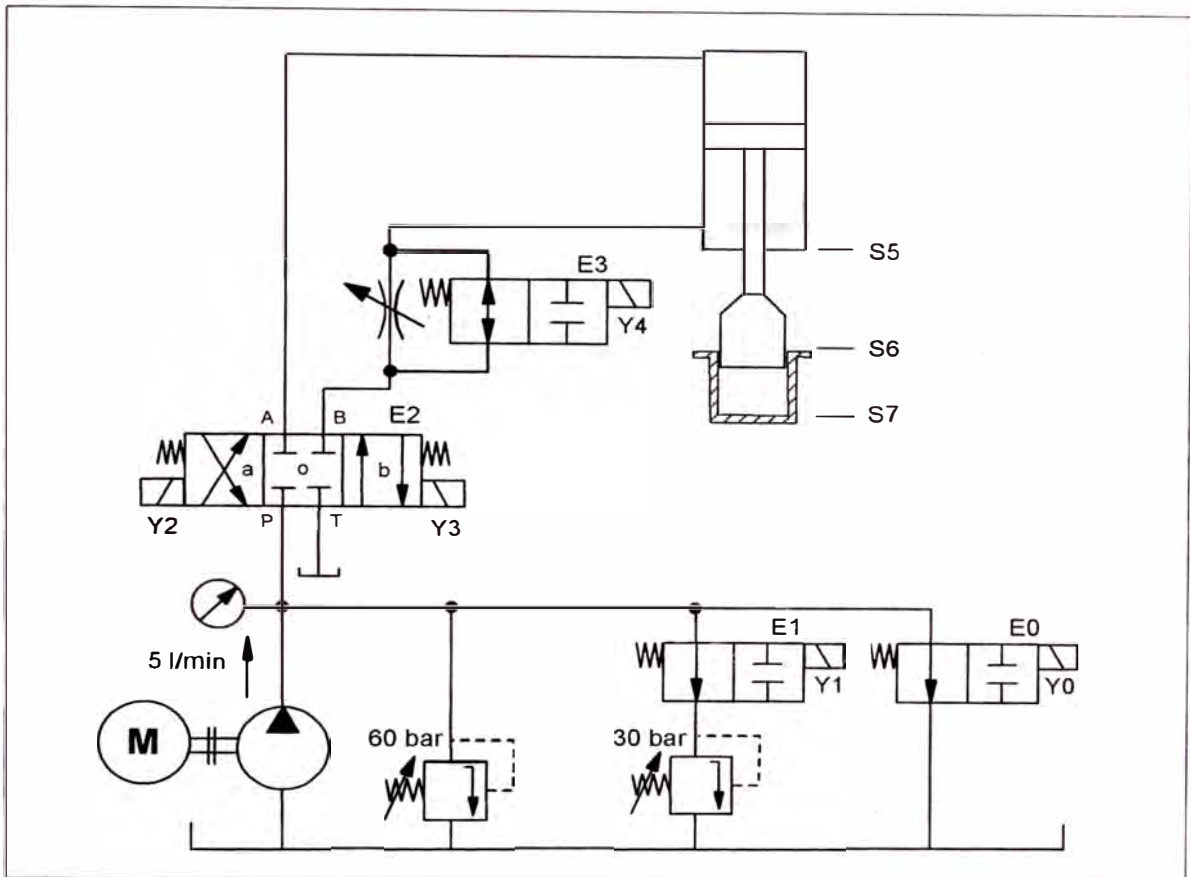 S5
E3
Y4
S6
S7
A B E2
a o b
Y2 P T Y3
5 l/min
E1 E0
Y1 Y0
M
60 bar 30 bar